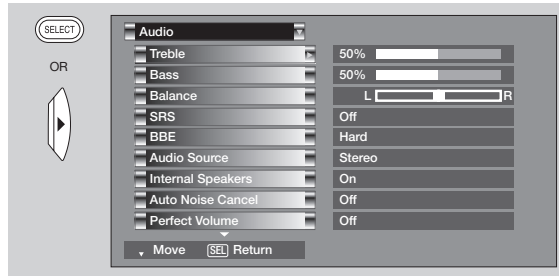 SELECT
OR
Audio
Treble 50%
Bass 50%
Balance L R
SRS Off
BBE Hard
Audio Source Stereo
Internal Speakers On
Auto Noise Cancel Off
Perfect Volume Off
Move SEL Return